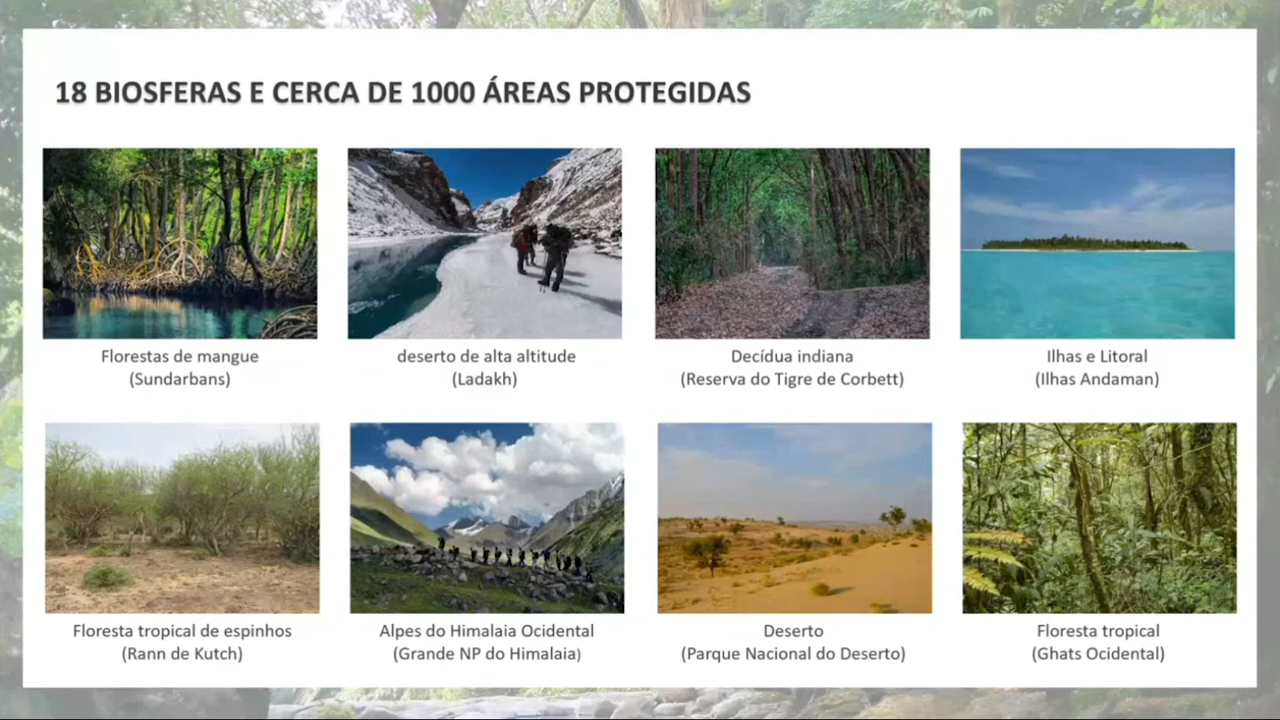 18 BIOSFERAS E CERCA DE 1000 ÁREAS PROTEGIDAS
Florestas de mangue
(Sundarbans)
deserto de alta altitude
(Ladakh)
Decídua indiana
(Reserva do Tigre de Corbett)
Ilhas e Litoral
(Ilhas Andaman)
Floresta tropical de espinhos
(Rann de Kutch)
Alpes do Himalaia Ocidental
(Grande NP do Himalaia)
Deserto
(Parque Nacional do Deserto)
Floresta tropical
(Ghats Ocidental)